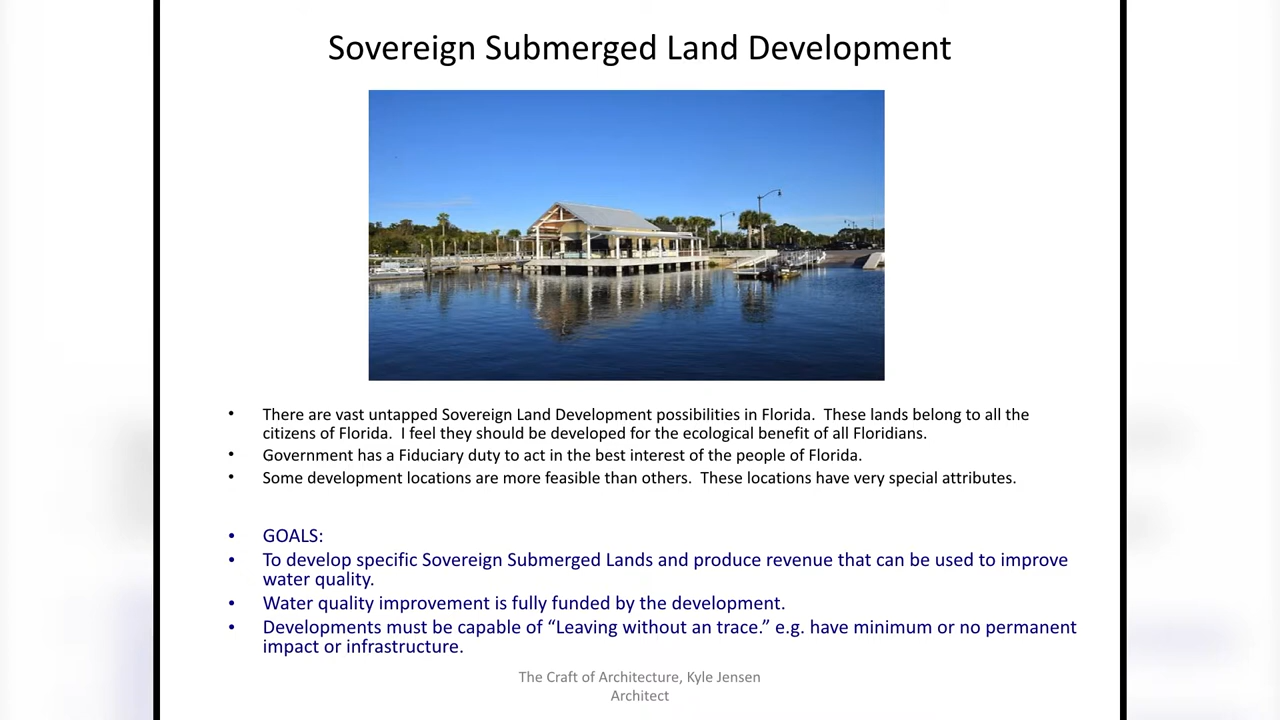 Sovereign Submerged Land Development
• There are vast untapped Sovereign Land Development possibilities in Florida.  These lands belong to all the
citizens of Florida.  I feel they should be developed for the ecological benefit of all Floridians.
• Government has a Fiduciary duty to act in the best interest of the people of Florida.
• Some development locations are more feasible than others.  These locations have very special attributes.
• GOALS:
• To develop specific Sovereign Submerged Lands and produce revenue that can be used to improve
water quality.
• Water quality improvement is fully funded by the development.
• Developments must be capable of “Leaving without an trace.” e.g. have minimum or no permanent
impact or infrastructure.
The Craft of Architecture, Kyle Jensen
Architect